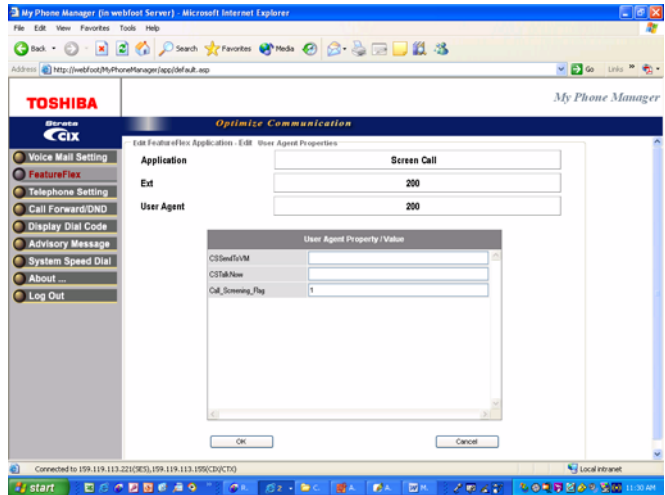 My Phone Manager (in webfoot Server) - Microsoft Internet Explorer
File Edit View Favorites Tools Help
Back Search Favorites Media
Address http://webfoot/MyPhoneManager/app/default.asp Go Links
TOSHIBA My Phone Manager
Strata CIX Optimize Communication
Edit FeatureFlex Application - Edit User Agent Properties
Voice Mail Setting
FeatureFlex
Telephone Setting
Call Forward/DND
Display Dial Code
Advisory Message
System Speed Dial
About ...
Log Out
Application Screen Call
Ext 200
User Agent 200
User Agent Property / Value
CSSendToVM
CSTalkNow
Call_Screening_Flag 1
OK Cancel
Connected to 159.119.113.221(SES),159.119.113.155(CIX/CTX) Local intranet
start 11:30 AM